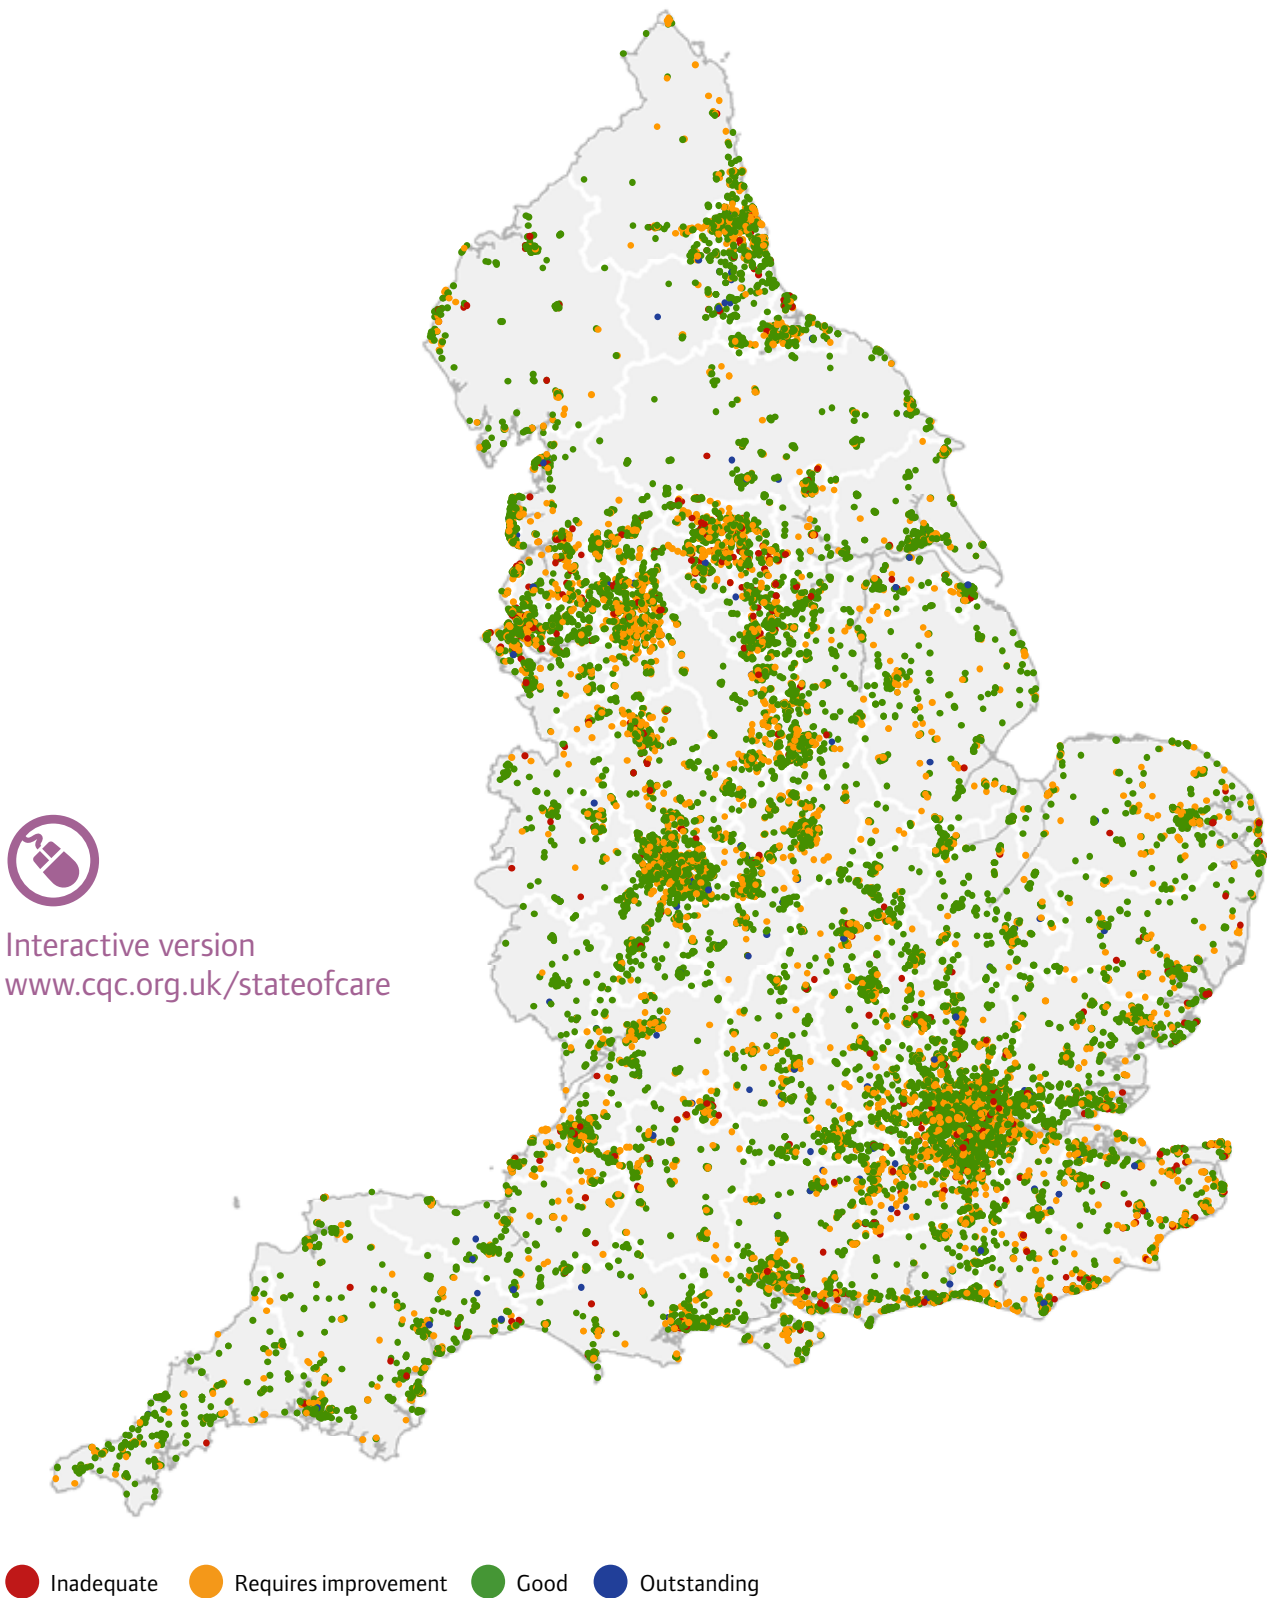 Interactive version
www.cqc.org.uk/stateofcare
Inadequate Requires improvement Good Outstanding